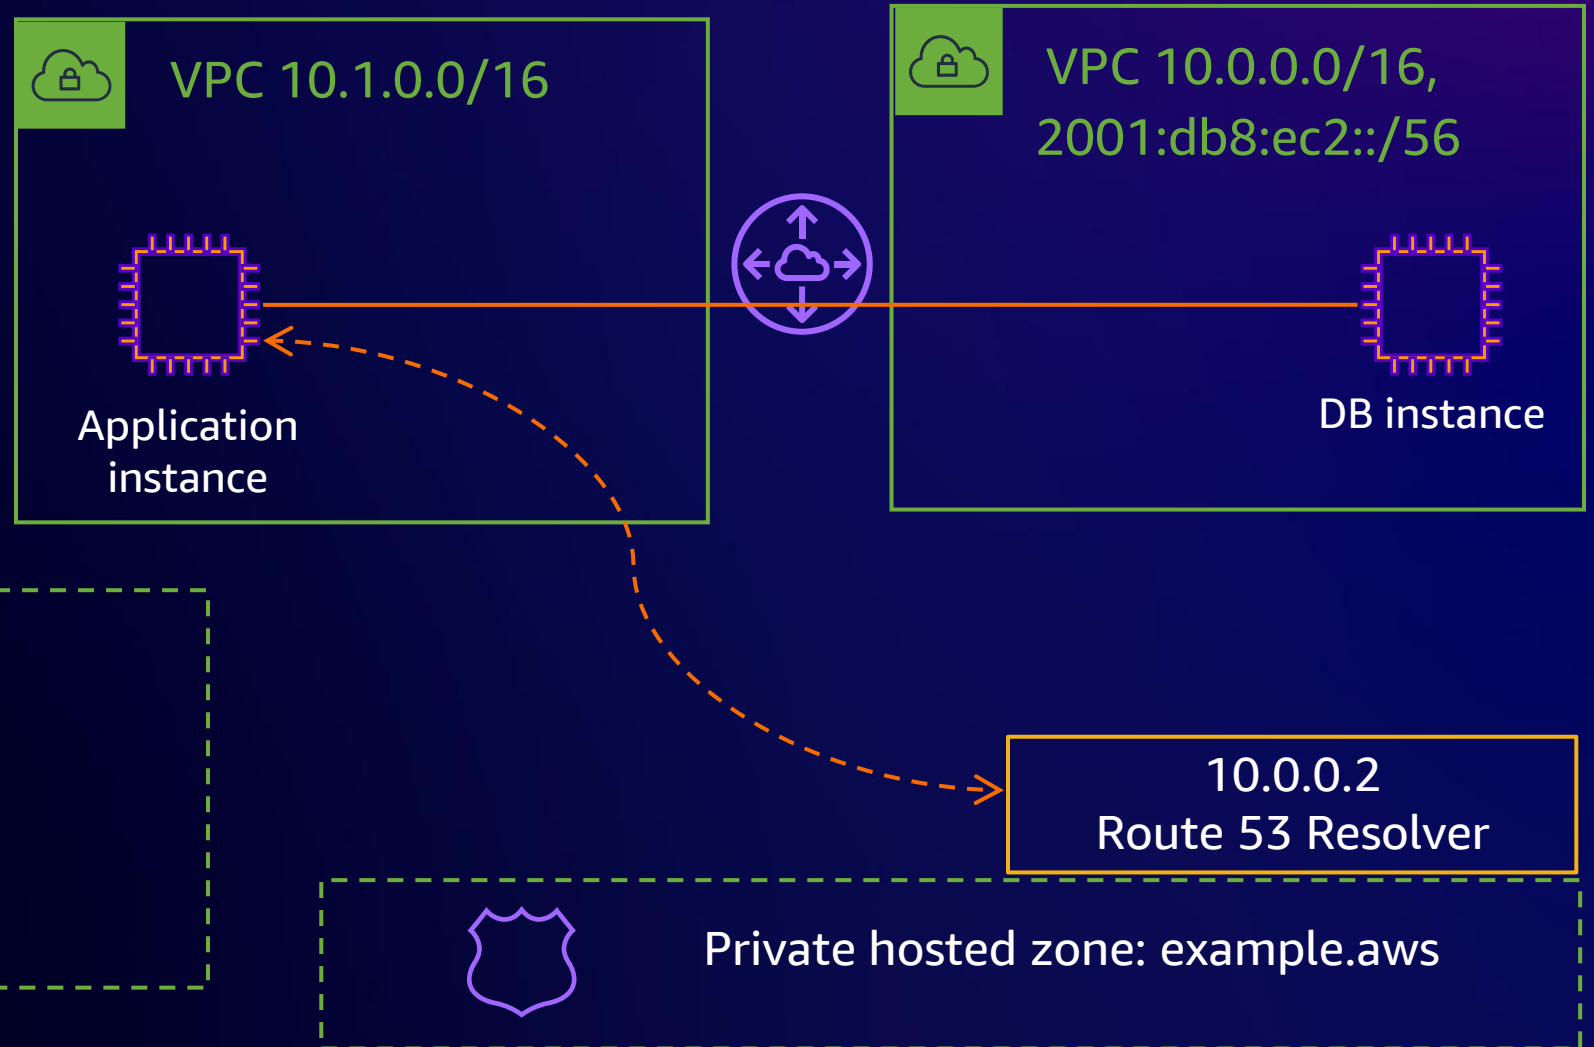 VPC 10.1.0.0/16
VPC 10.0.0.0/16,
2001:db8:ec2::/56
Application
instance
DB instance
10.0.0.2
Route 53 Resolver
Private hosted zone: example.aws